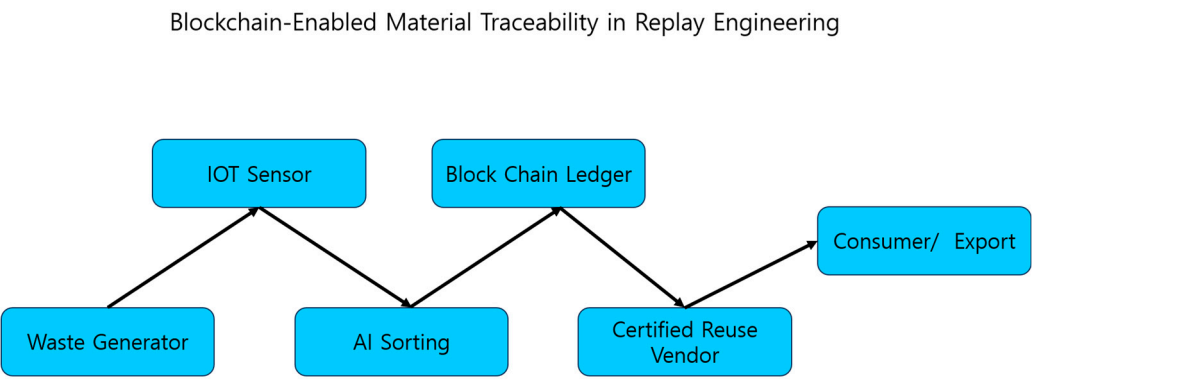 Blockchain-Enabled Material Traceability in Replay Engineering
IOT Sensor
Block Chain Ledger
Consumer/ Export
Waste Generator
AI Sorting
Certified Reuse
Vendor